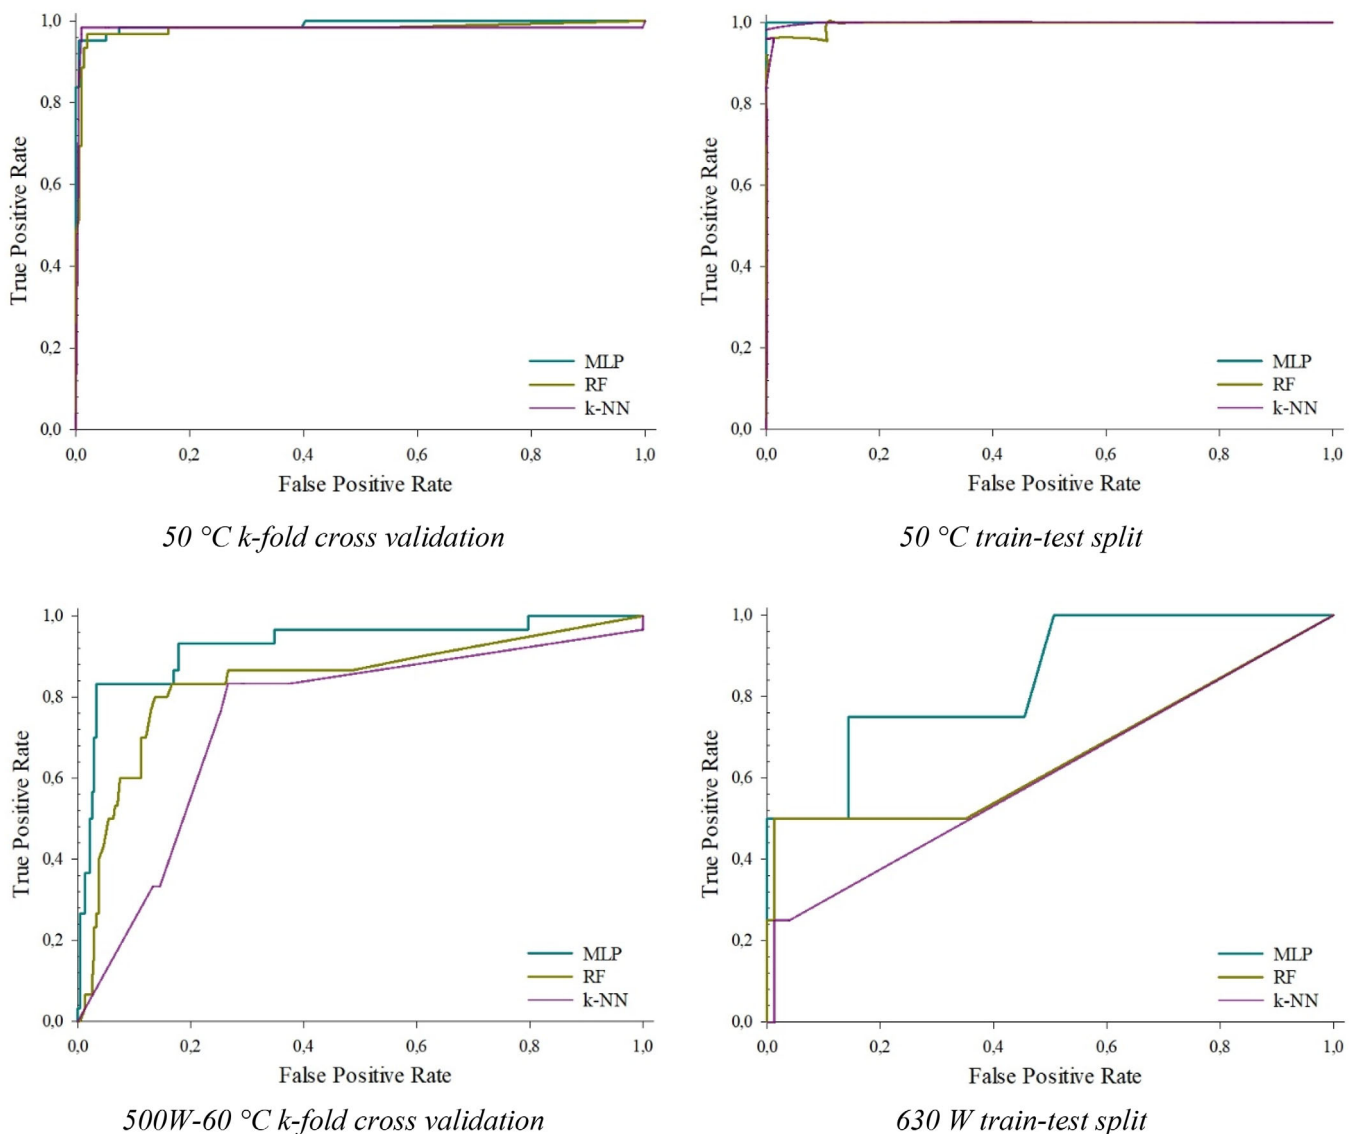 1,0
0,8
0,6
0,4
0,2
0,0
True Positive Rate
MLP
RF
k-NN
0,0 0,2 0,4 0,6 0,8 1,0
False Positive Rate
50 °C k-fold cross validation
1,0
0,8
0,6
0,4
0,2
0,0
True Positive Rate
MLP
RF
k-NN
0,0 0,2 0,4 0,6 0,8 1,0
False Positive Rate
50 °C train-test split
1,0
0,8
0,6
0,4
0,2
0,0
True Positive Rate
MLP
RF
k-NN
0,0 0,2 0,4 0,6 0,8 1,0
False Positive Rate
500W-60 °C k-fold cross validation
1,0
0,8
0,6
0,4
0,2
0,0
True Positive Rate
MLP
RF
k-NN
0,0 0,2 0,4 0,6 0,8 1,0
False Positive Rate
630 W train-test split